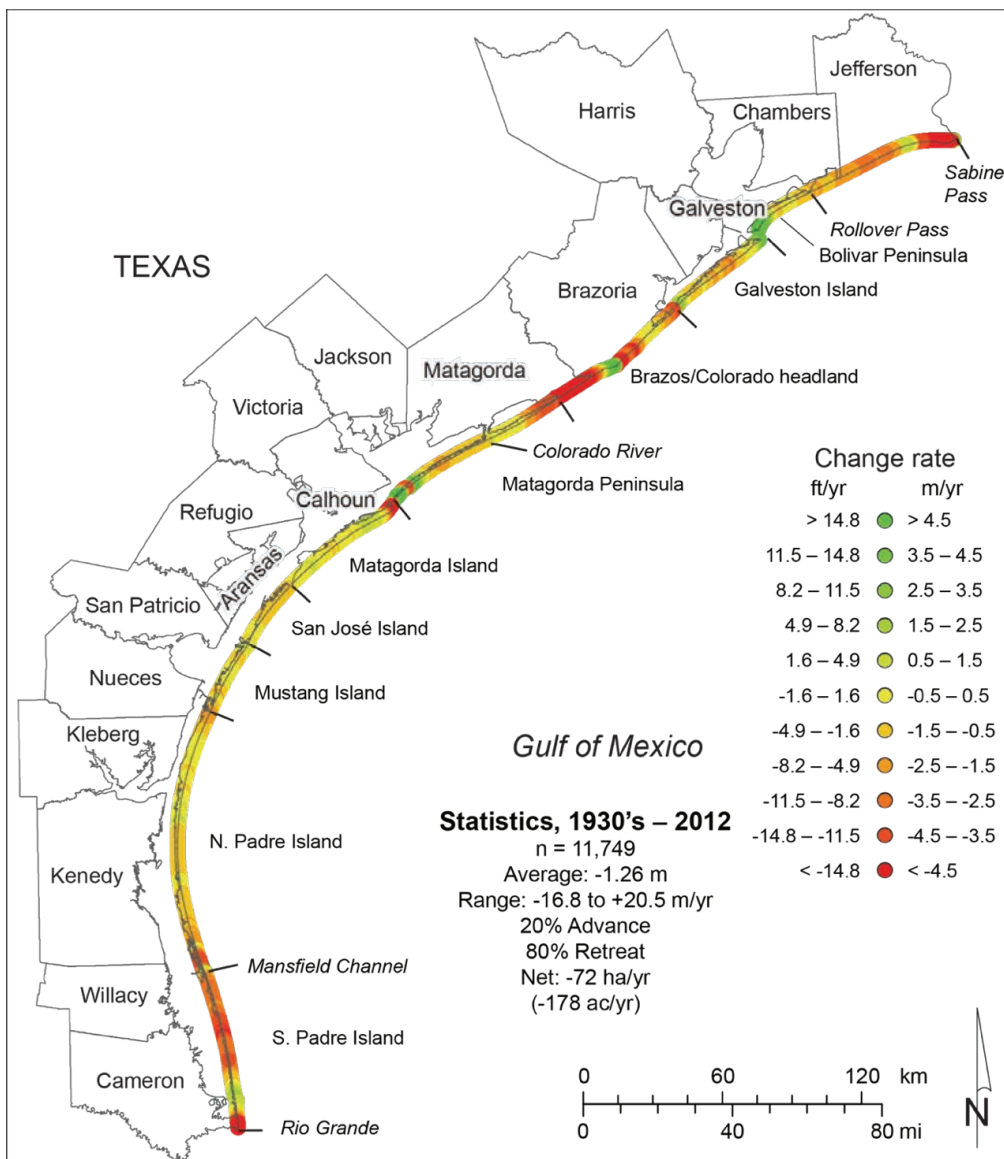 Jefferson
Harris
Chambers
Sabine
Pass
Galveston
Rollover Pass
Bolivar Peninsula
TEXAS
Brazoria
Galveston Island
Jackson
Matagorda
Brazos/Colorado headland
Victoria
Colorado River
Matagorda Peninsula
Calhoun
Refugio
Aransas
Matagorda Island
San Patricio
San José Island
Nueces
Mustang Island
Kleberg
Gulf of Mexico
N. Padre Island
Kenedy
Mansfield Channel
Willacy
S. Padre Island
Cameron
Rio Grande
Change rate
ft/yr m/yr
> 14.8 > 4.5
11.5 – 14.8 3.5 – 4.5
8.2 – 11.5 2.5 – 3.5
4.9 – 8.2 1.5 – 2.5
1.6 – 4.9 0.5 – 1.5
-1.6 – 1.6 -0.5 – 0.5
-4.9 – -1.6 -1.5 – -0.5
-8.2 – -4.9 -2.5 – -1.5
-11.5 – -8.2 -3.5 – -2.5
-14.8 – -11.5 -4.5 – -3.5
< -14.8 < -4.5
Statistics, 1930's – 2012
n = 11,749
Average: -1.26 m
Range: -16.8 to +20.5 m/yr
20% Advance
80% Retreat
Net: -72 ha/yr
(-178 ac/yr)
0 60 120 km
0 40 80 mi
N